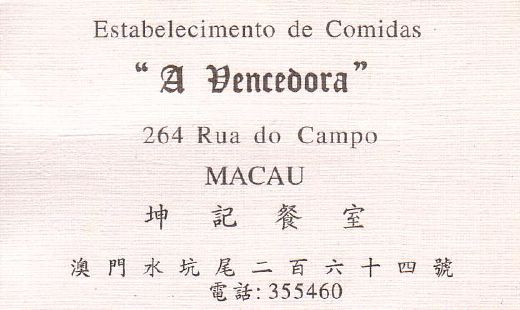 Estabelecimento de Comidas
“A Vencedora”
264 Rua do Campo
MACAU
坤記餐室
澳門水坑尾二百六十四號
電話: 355460